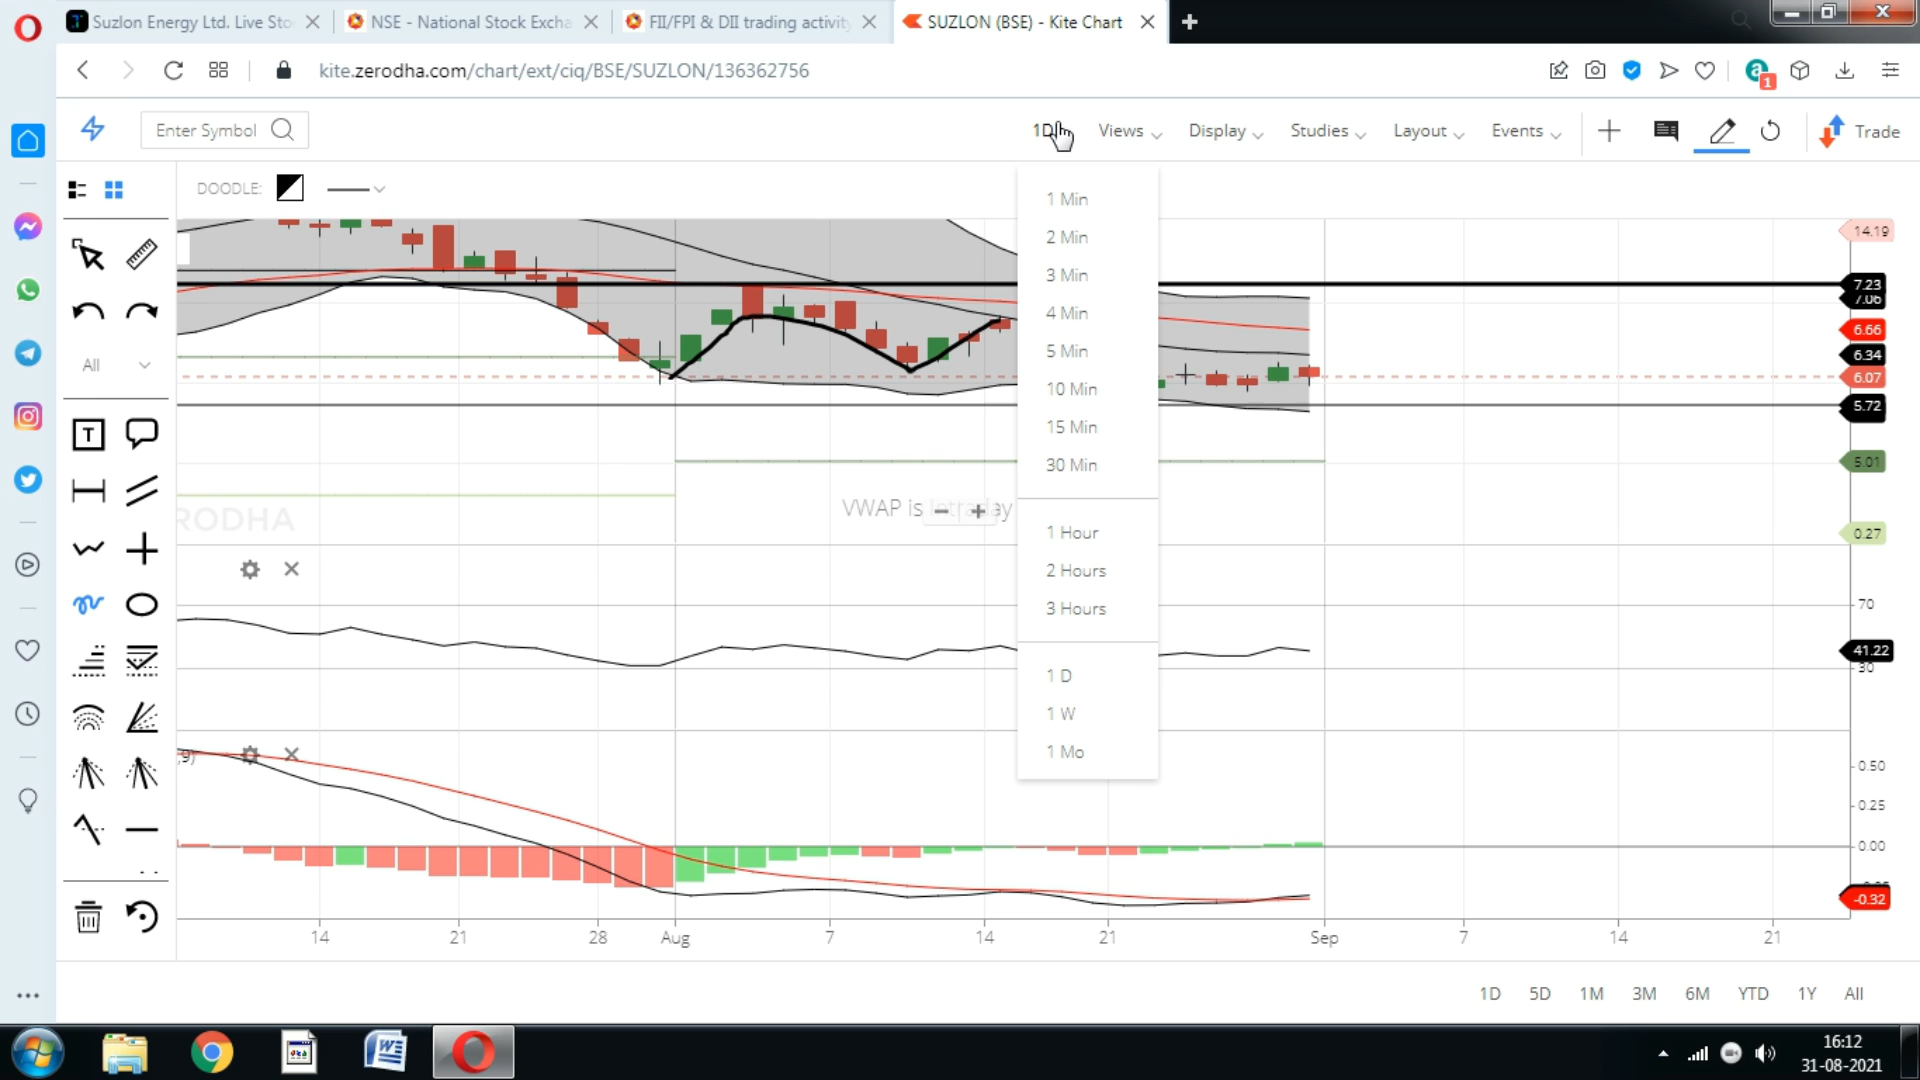 Suzlon Energy Ltd. Live Sto
NSE - National Stock Excha
FII/FPI & DII trading activity
SUZLON (BSE) - Kite Chart
kite.zerodha.com/chart/ext/ciq/BSE/SUZLON/136362756
1
Enter Symbol
1D
Views
Display
Studies
Layout
Events
Trade
DOODLE:
All
T
1 Min
2 Min
3 Min
4 Min
5 Min
10 Min
15 Min
30 Min
1 Hour
2 Hours
3 Hours
1 D
1 W
1 Mo
14.19
7.23
7.06
6.66
6.34
6.07
5.72
5.01
0.27
VWAP is Intraday
RODHA
70
41.22
30
,9)
0.50
0.25
0.00
-0.32
14
21
28
Aug
7
14
21
Sep
7
14
21
1D
5D
1M
3M
6M
YTD
1Y
All
16:12
31-08-2021